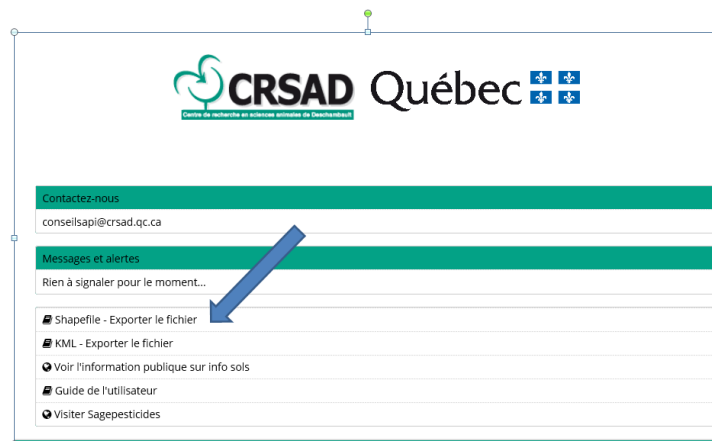 CRSAD
Centre de recherche en sciences animales de Deschambault
Québec
Contactez-nous
conseilsapi@crsad.qc.ca
Messages et alertes
Rien à signaler pour le moment...
Shapefile - Exporter le fichier
KML - Exporter le fichier
Voir l'information publique sur info sols
Guide de l'utilisateur
Visiter Sagepesticides